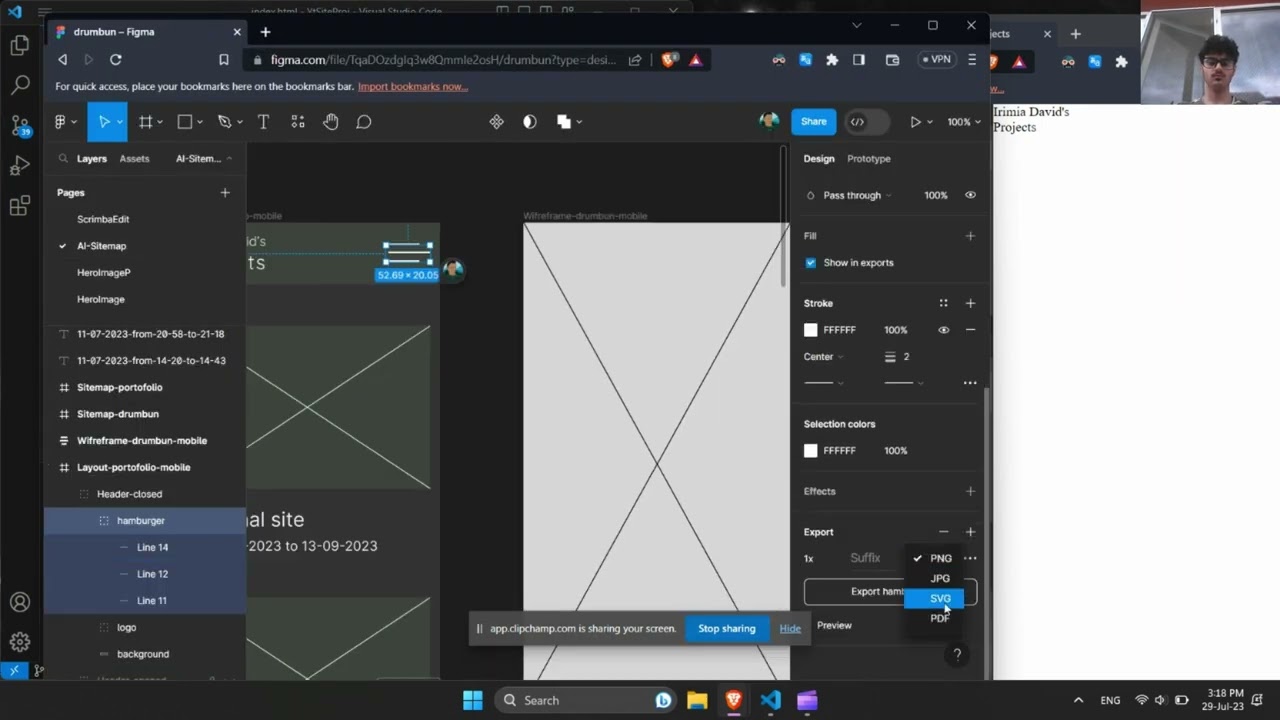 index.html - YtSiteProj - Visual Studio Code
drumbun – Figma
ects
figma.com/file/TqaDOzdgIq3w8Qmmle2osH/drumbun?type=desi...
VPN
For quick access, place your bookmarks here on the bookmarks bar. Import bookmarks now...
w...
Irimia David's
Projects
39
Share
100%
Layers
Assets
AI-Sitem...
Design
Prototype
Pages
Pass through
100%
ScrimbaEdit
o-mobile
Wifreframe-drumbun-mobile
AI-Sitemap
Fill
id's
ts
Show in exports
HeroImageP
52.69 × 20.05
HeroImage
Stroke
11-07-2023-from-20-58-to-21-18
FFFFFF
100%
11-07-2023-from-14-20-to-14-43
Center
2
Sitemap-portofolio
Sitemap-drumbun
Selection colors
Wifreframe-drumbun-mobile
FFFFFF
100%
Layout-portofolio-mobile
Header-closed
Effects
hamburger
al site
Export
Line 14
-2023 to 13-09-2023
1x
Suffix
PNG
Line 12
JPG
Export ham
SVG
Line 11
PDF
logo
app.clipchamp.com is sharing your screen.
Stop sharing
Hide
Preview
background
?
Search
ENG
3:18 PM
29-Jul-23